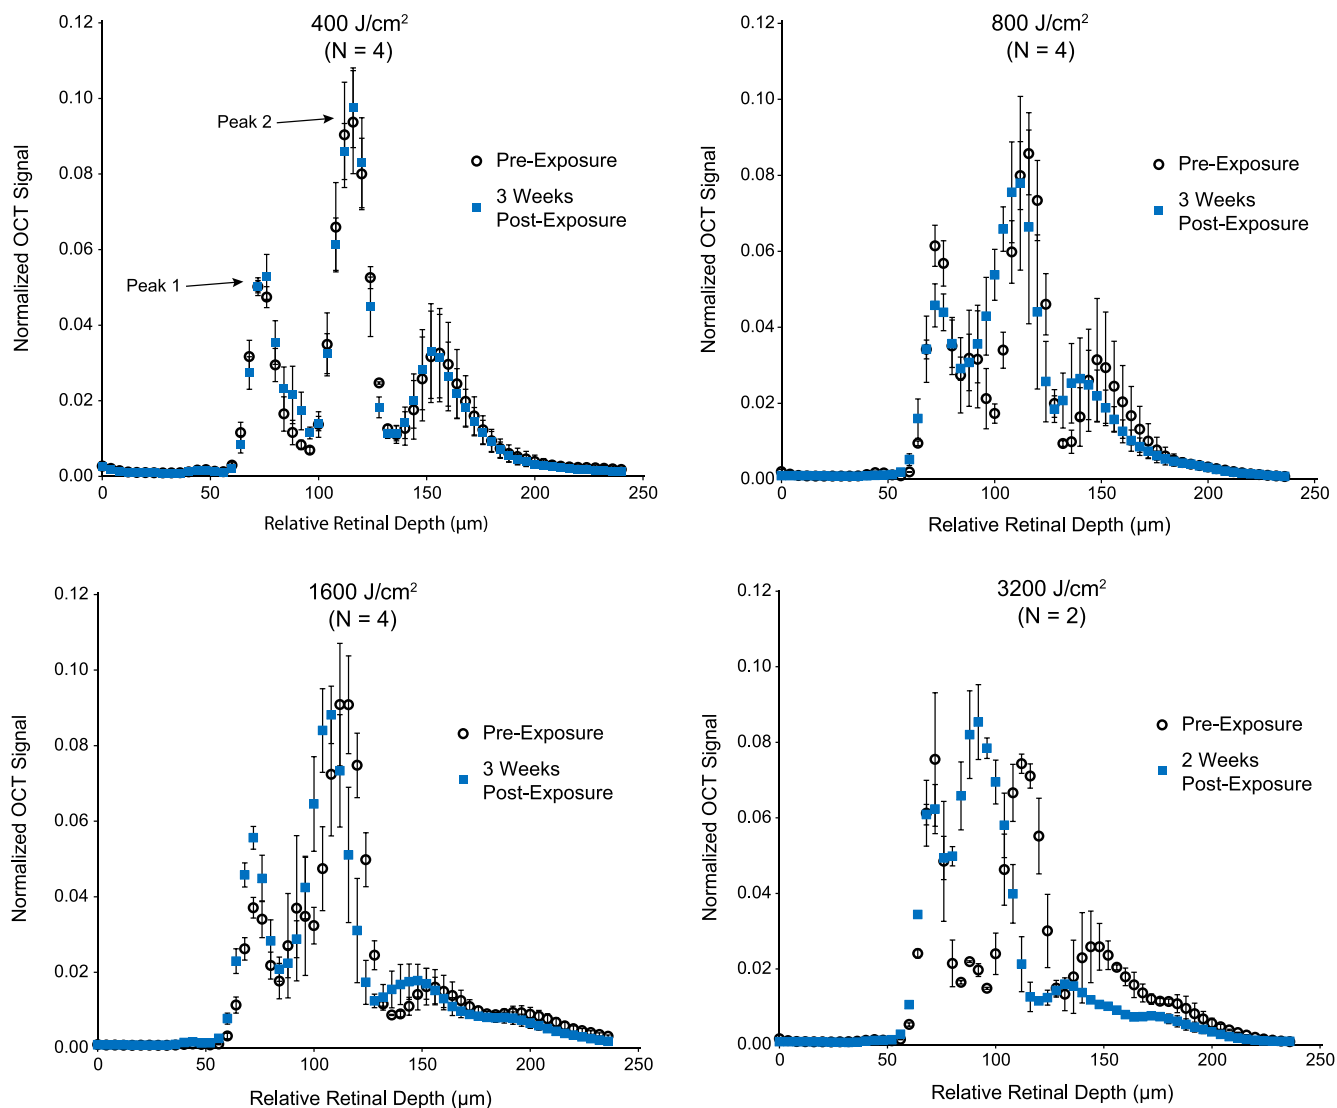 400 J/cm²
(N = 4)
0.12
0.10
0.08
0.06
0.04
0.02
0.00
Normalized OCT Signal
Peak 2
Peak 1
Pre-Exposure
3 Weeks
Post-Exposure
0
50
100
150
200
250
Relative Retinal Depth (µm)
800 J/cm²
(N = 4)
0.12
0.10
0.08
0.06
0.04
0.02
0.00
Normalized OCT Signal
Pre-Exposure
3 Weeks
Post-Exposure
0
50
100
150
200
250
Relative Retinal Depth (µm)
1600 J/cm²
(N = 4)
0.12
0.10
0.08
0.06
0.04
0.02
0.00
Normalized OCT Signal
Pre-Exposure
3 Weeks
Post-Exposure
0
50
100
150
200
250
Relative Retinal Depth (µm)
3200 J/cm²
(N = 2)
0.12
0.10
0.08
0.06
0.04
0.02
0.00
Normalized OCT Signal
Pre-Exposure
2 Weeks
Post-Exposure
0
50
100
150
200
250
Relative Retinal Depth (µm)